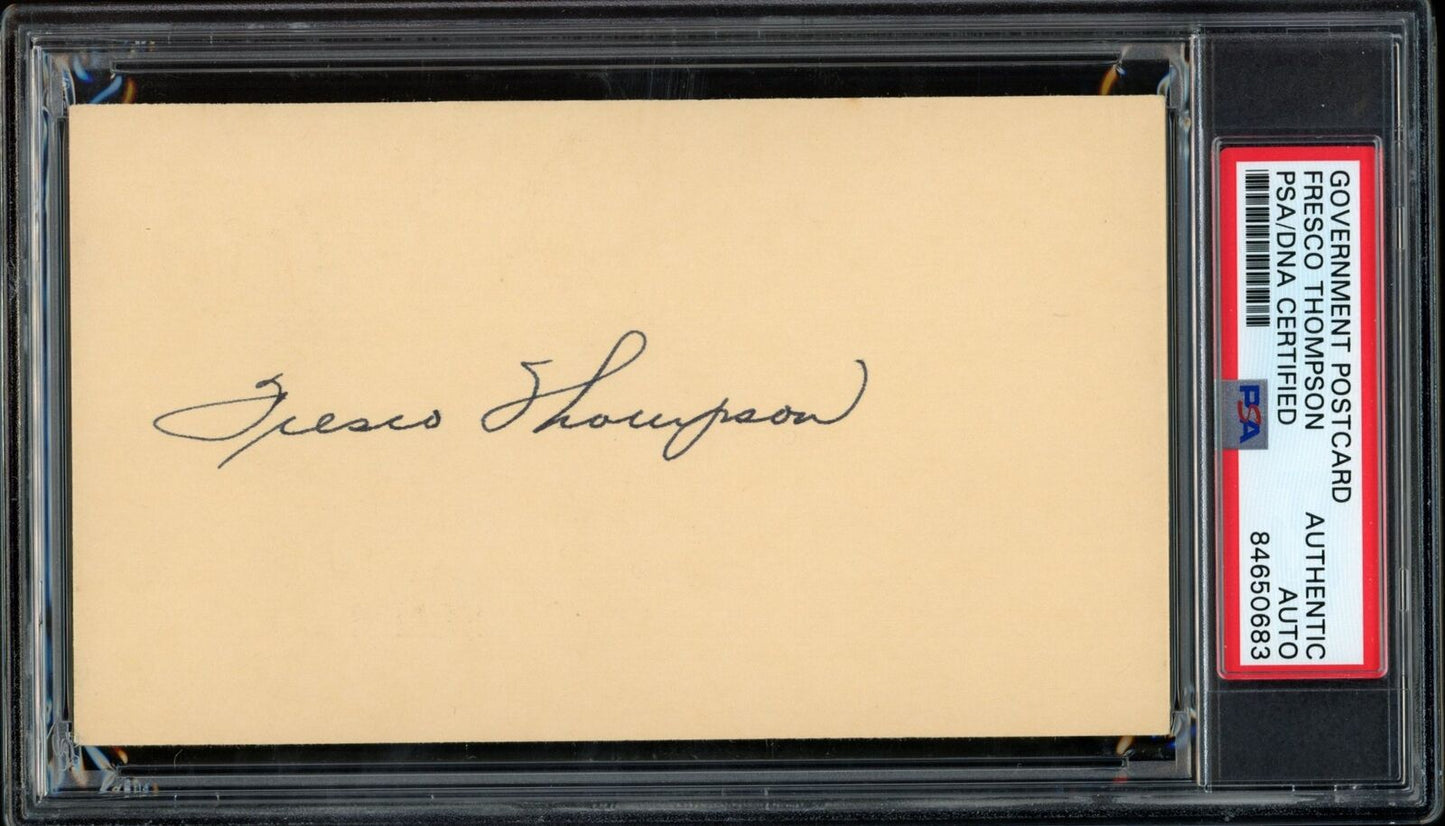 Fresco Thompson
GOVERNMENT POSTCARD
FRESCO THOMPSON AUTHENTIC
PSA/DNA CERTIFIED AUTO
84650683
PSA